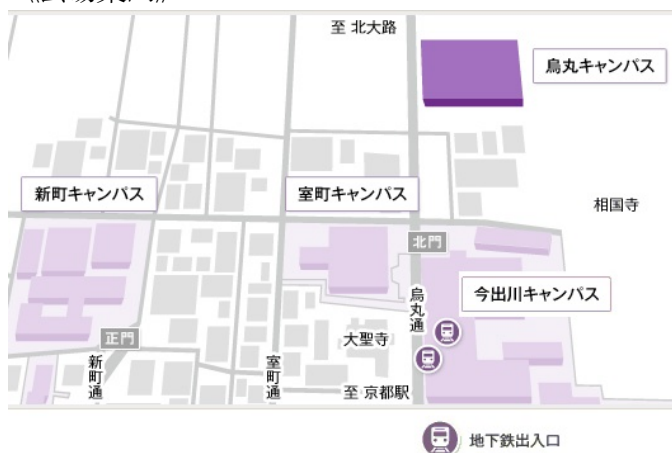 至 北大路
烏丸キャンパス
新町キャンパス
室町キャンパス
相国寺
北門
今出川キャンパス
烏丸通
正門
大聖寺
新町通
室町通
至 京都駅
地下鉄出入口